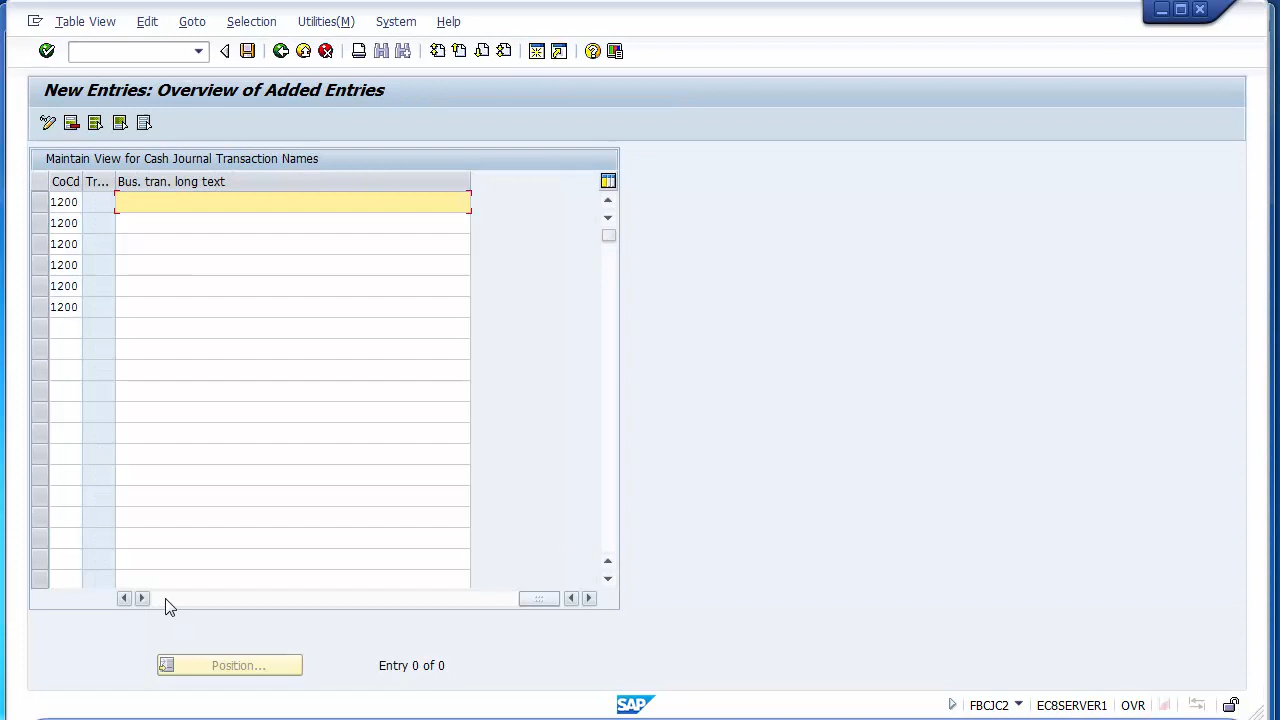 Table View Edit Goto Selection Utilities(M) System Help
New Entries: Overview of Added Entries
Maintain View for Cash Journal Transaction Names
CoCd Tr... Bus. tran. long text
1200
1200
1200
1200
1200
1200
Position... Entry 0 of 0
SAP FBCJC2 ECCSERVER1 OVR